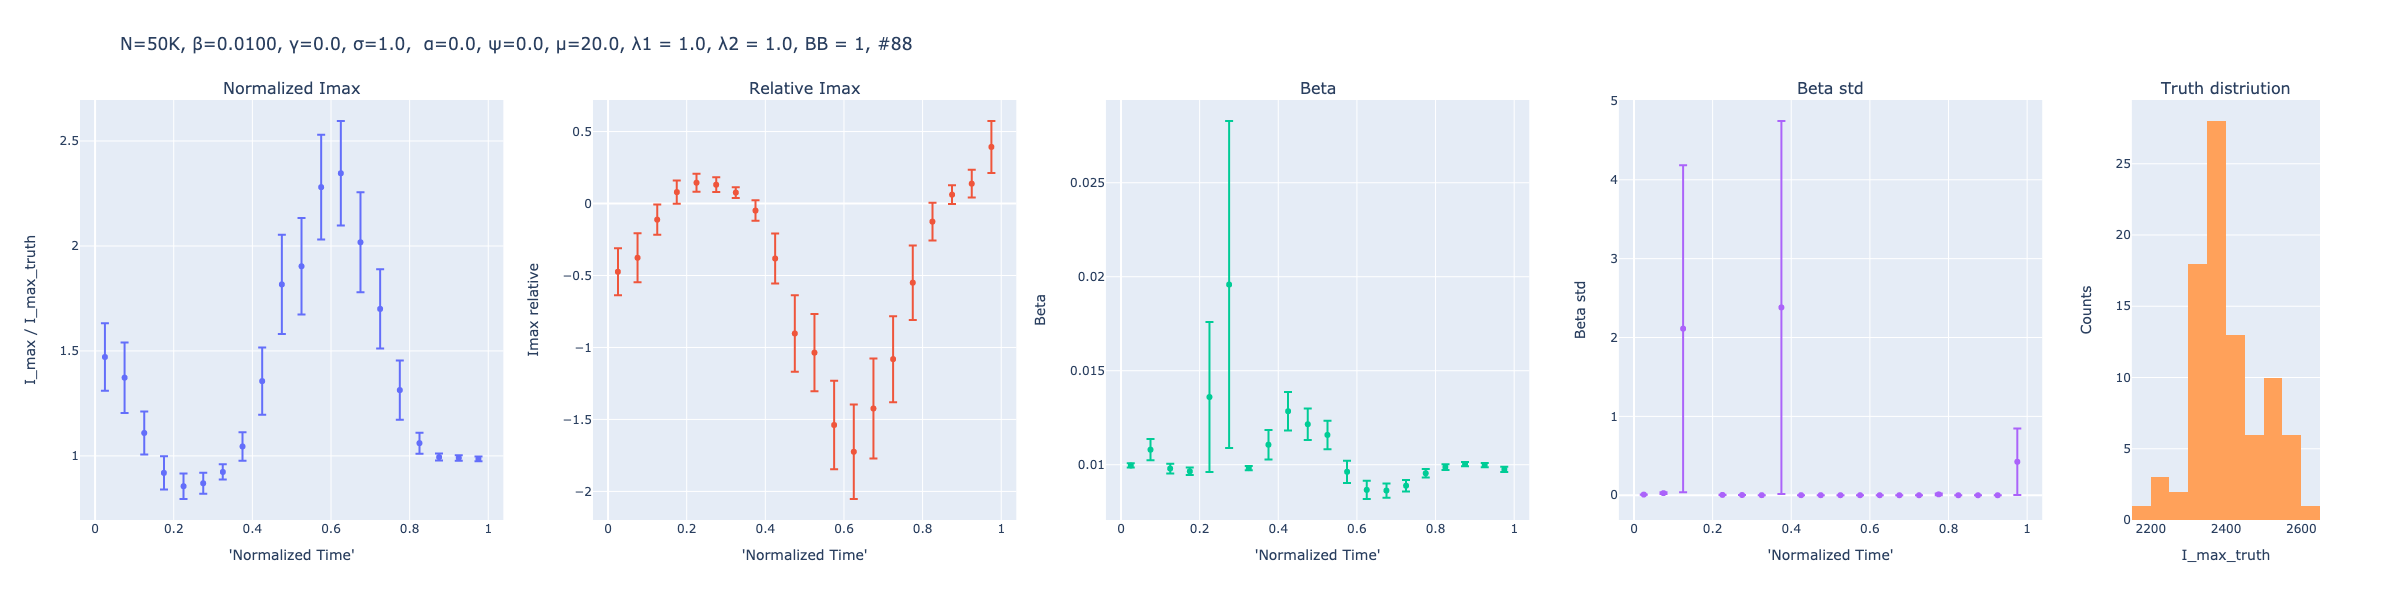 N=50K, β=0.0100, γ=0.0, σ=1.0,  α=0.0, ψ=0.0, μ=20.0, λ1 = 1.0, λ2 = 1.0, BB = 1, #88
Normalized Imax
I_max / I_max_truth
2.5
2
1.5
1
0 0.2 0.4 0.6 0.8 1
'Normalized Time'
Relative Imax
Imax relative
0.5
0
−0.5
−1
−1.5
−2
0 0.2 0.4 0.6 0.8 1
'Normalized Time'
Beta
Beta
0.025
0.02
0.015
0.01
0 0.2 0.4 0.6 0.8 1
'Normalized Time'
Beta std
Beta std
5
4
3
2
1
0
0 0.2 0.4 0.6 0.8 1
'Normalized Time'
Truth distriution
Counts
25
20
15
10
5
0
2200 2400 2600
I_max_truth